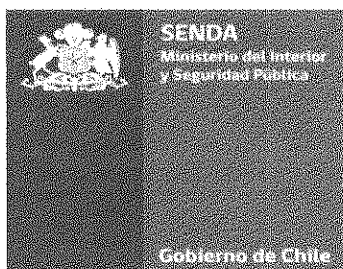 SENDA
Ministerio del Interior
y Seguridad Pública
Gobierno de Chile